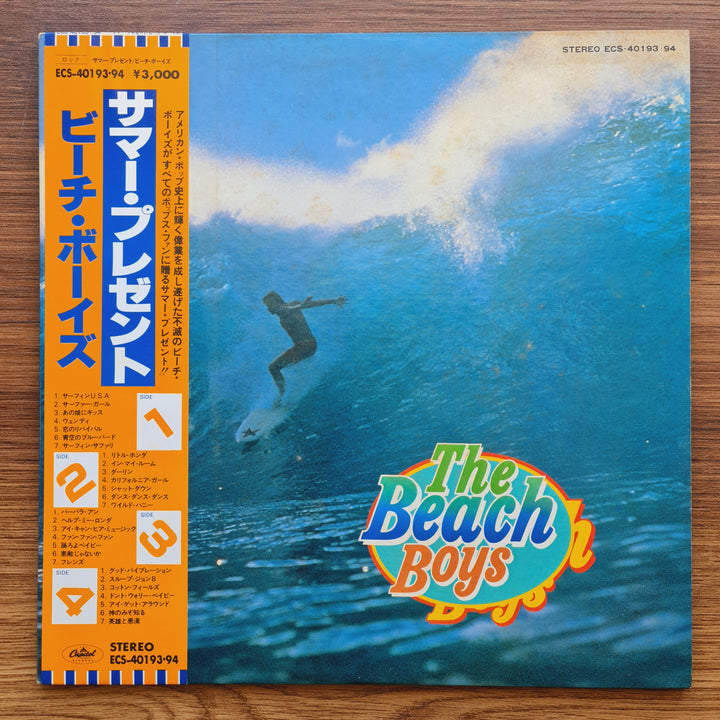 ロック サマー・プレゼント/ビーチ・ボーイズ
ECS-40193・94 ¥3,000
サマー・プレゼント
ビーチ・ボーイズ
アメリカン・ポップ史上に輝く偉業を成し遂げた不滅のビーチ・
ボーイズがすべてのポップス・ファンに贈るサマー・プレゼント!!
SIDE 1
1. サーフィンU.S.A
2. サーファー・ガール
3. あの娘にキッス
4. ウェンディ
5. 恋のリバイバル
6. 青空のブルーバード
7. サーフィン・サファリ
SIDE 2
1. リトル・ホンダ
2. イン・マイ・ルーム
3. ダーリン
4. カリフォルニア・ガール
5. シャット・ダウン
6. ダンス・ダンス・ダンス
7. ワイルド・ハニー
SIDE 3
1. バーバラ・アン
2. ヘルプ・ミー・ロンダ
3. アイ・キャン・ヒア・ミュージック
4. ファン・ファン・ファン
5. 踊ろよベイビー
6. 素敵じゃないか
7. フレンズ
SIDE 4
1. グッド・バイブレーション
2. スループ・ジョンB
3. コットン・フィールズ
4. ドント・ウォリー・ベイビー
5. アイ・ゲット・アラウンド
6. 神のみぞ知る
7. 英雄と悪漢
Capitol
STEREO
ECS-40193・94
STEREO ECS-40193・94
The
Beach
Boys